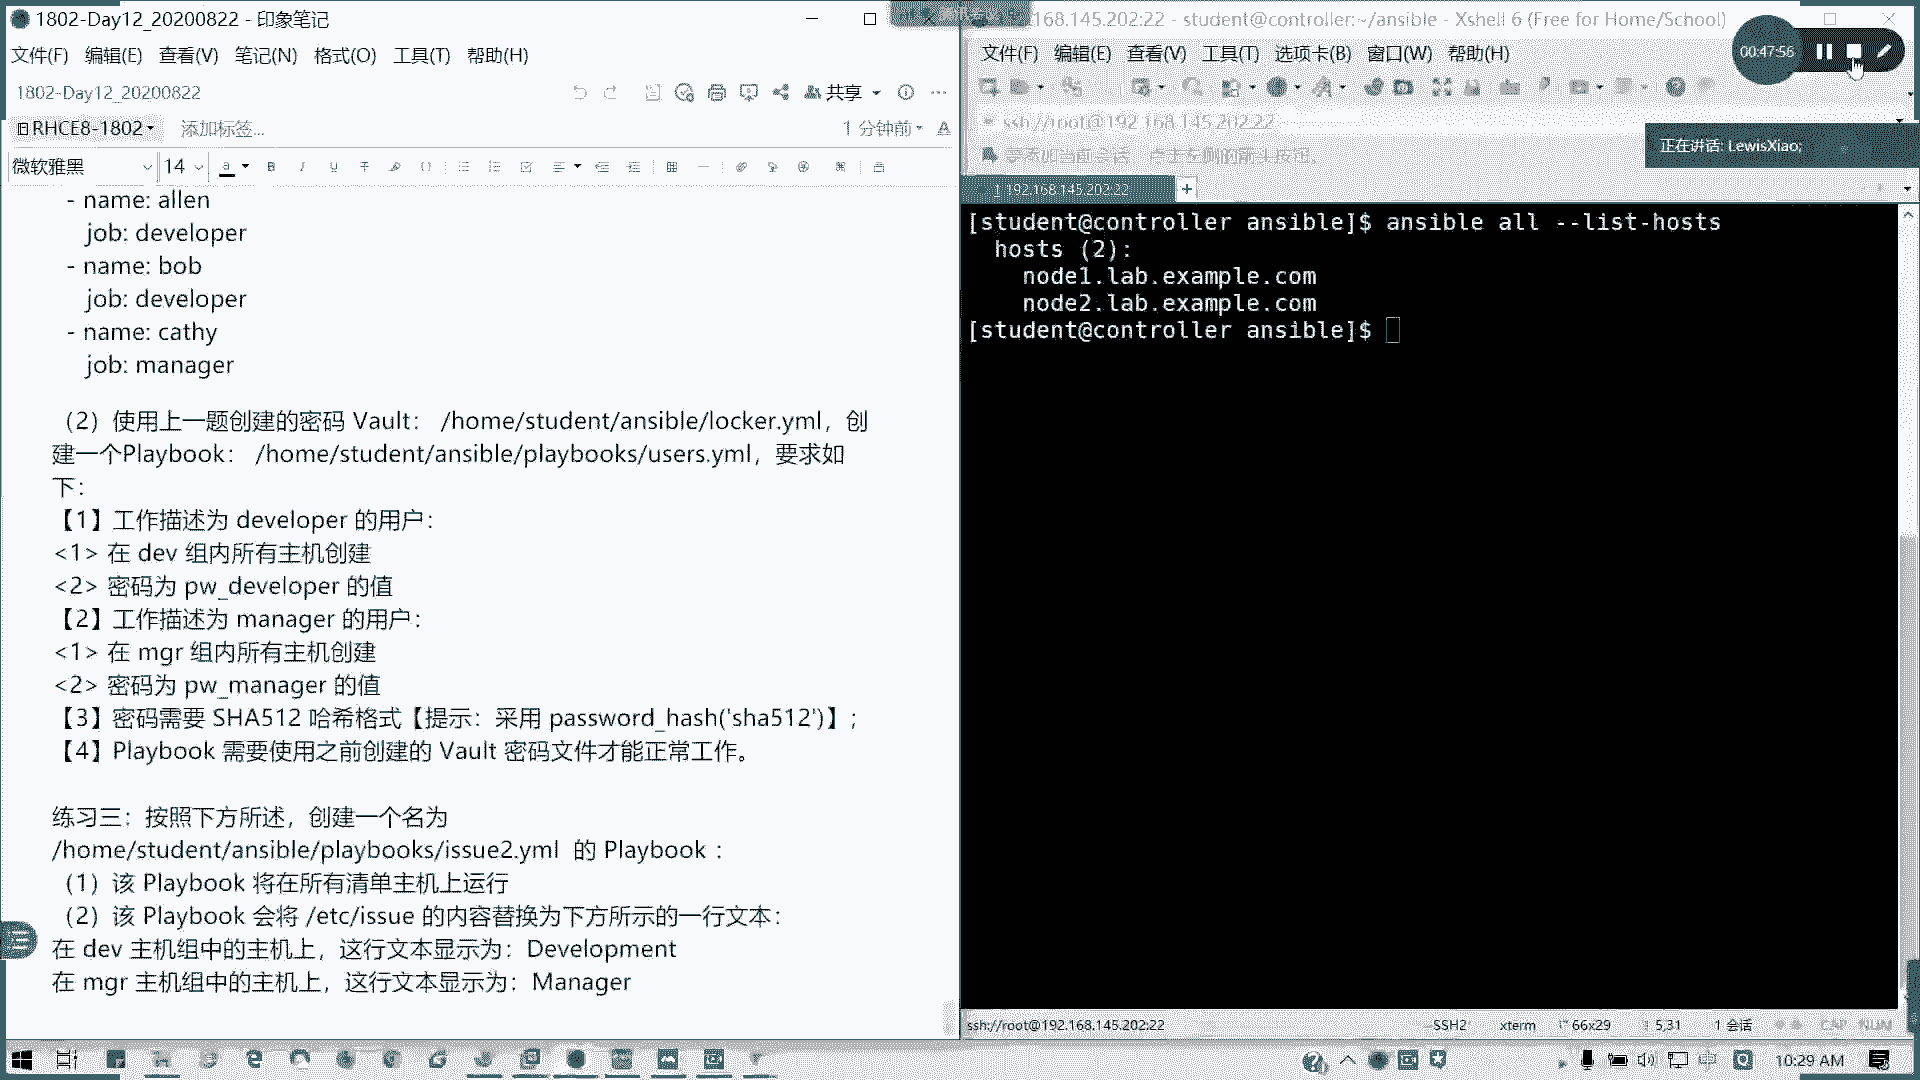 1802-Day12_20200822 - 印象笔记
文件(F) 编辑(E) 查看(V) 笔记(N) 格式(O) 工具(T) 帮助(H)
1802-Day12_20200822
共享
RHCE8-1802
添加标签...
1 分钟前
微软雅黑
14
- name: allen
job: developer
- name: bob
job: developer
- name: cathy
job: manager
（2）使用上一题创建的密码 Vault： /home/student/ansible/locker.yml，创
建一个Playbook： /home/student/ansible/playbooks/users.yml，要求如
下：
【1】工作描述为 developer 的用户：
<1> 在 dev 组内所有主机创建
<2> 密码为 pw_developer 的值
【2】工作描述为 manager 的用户：
<1> 在 mgr 组内所有主机创建
<2> 密码为 pw_manager 的值
【3】密码需要 SHA512 哈希格式【提示：采用 password_hash('sha512')】；
【4】Playbook 需要使用之前创建的 Vault 密码文件才能正常工作。
练习三：按照下方所述，创建一个名为
/home/student/ansible/playbooks/issue2.yml 的 Playbook ：
（1）该 Playbook 将在所有清单主机上运行
（2）该 Playbook 会将 /etc/issue 的内容替换为下方所示的一行文本：
在 dev 主机组中的主机上，这行文本显示为：Development
在 mgr 主机组中的主机上，这行文本显示为：Manager
168.145.202:22 - student@controller:~/ansible - Xshell 6 (Free for Home/School)
文件(F) 编辑(E) 查看(V) 工具(T) 选项卡(B) 窗口(W) 帮助(H)
00:47:56
ssh://root@192.168.145.202:22
要添加当前会话，点击左侧的箭头按钮。
正在讲话: LewisXiao;
1 192.168.145.202:22
[student@controller ansible]$ ansible all --list-hosts
hosts (2):
node1.lab.example.com
node2.lab.example.com
[student@controller ansible]$
ssh://root@192.168.145.202:22
SSH2
xterm
66x29
5,31
1 会话
CAP
NUM
中
10:29 AM